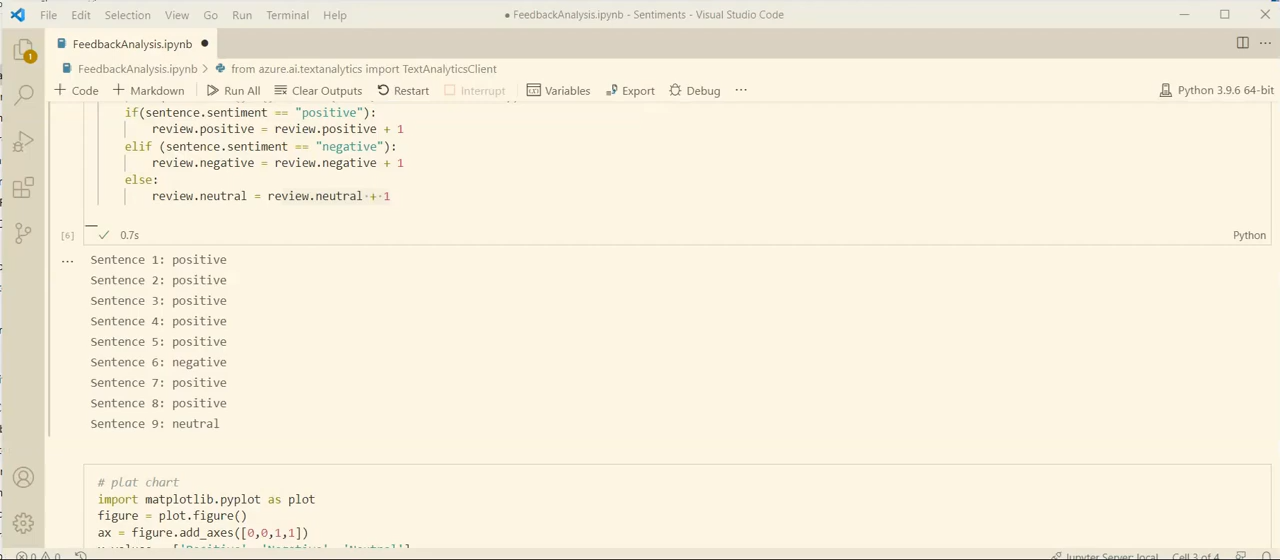 File Edit Selection View Go Run Terminal Help
● FeedbackAnalysis.ipynb - Sentiments - Visual Studio Code
1
FeedbackAnalysis.ipynb ●
FeedbackAnalysis.ipynb > from azure.ai.textanalytics import TextAnalyticsClient
+ Code + Markdown Run All Clear Outputs Restart Interrupt Variables Export Debug ... Python 3.9.6 64-bit
if(sentence.sentiment == "positive"):
review.positive = review.positive + 1
elif (sentence.sentiment == "negative"):
review.negative = review.negative + 1
else:
review.neutral = review.neutral + 1
[6] ✓ 0.7s Python
... Sentence 1: positive
Sentence 2: positive
Sentence 3: positive
Sentence 4: positive
Sentence 5: positive
Sentence 6: negative
Sentence 7: positive
Sentence 8: positive
Sentence 9: neutral
# plat chart
import matplotlib.pyplot as plot
figure = plot.figure()
ax = figure.add_axes([0,0,1,1])
'Positive', 'Negative', 'Neutral']
0 0 Jupyter Server: local Cell 3 of 4